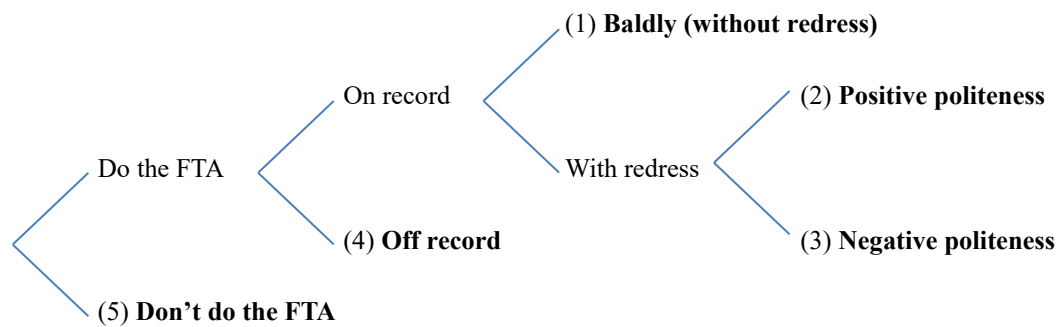 (1) Baldly (without redress)
On record
(2) Positive politeness
Do the FTA
With redress
(4) Off record
(3) Negative politeness
(5) Don’t do the FTA